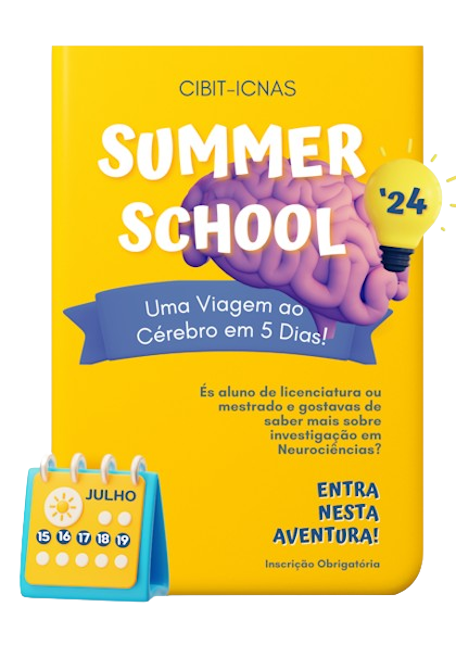 CIBIT-ICNAS
SUMMER
SCHOOL
'24
Uma Viagem ao
Cérebro em 5 Dias!
És aluno de licenciatura ou
mestrado e gostavas de
saber mais sobre
investigação em
Neurociências?
ENTRA
NESTA
AVENTURA!
Inscrição Obrigatória
JULHO
15 16 17 18 19